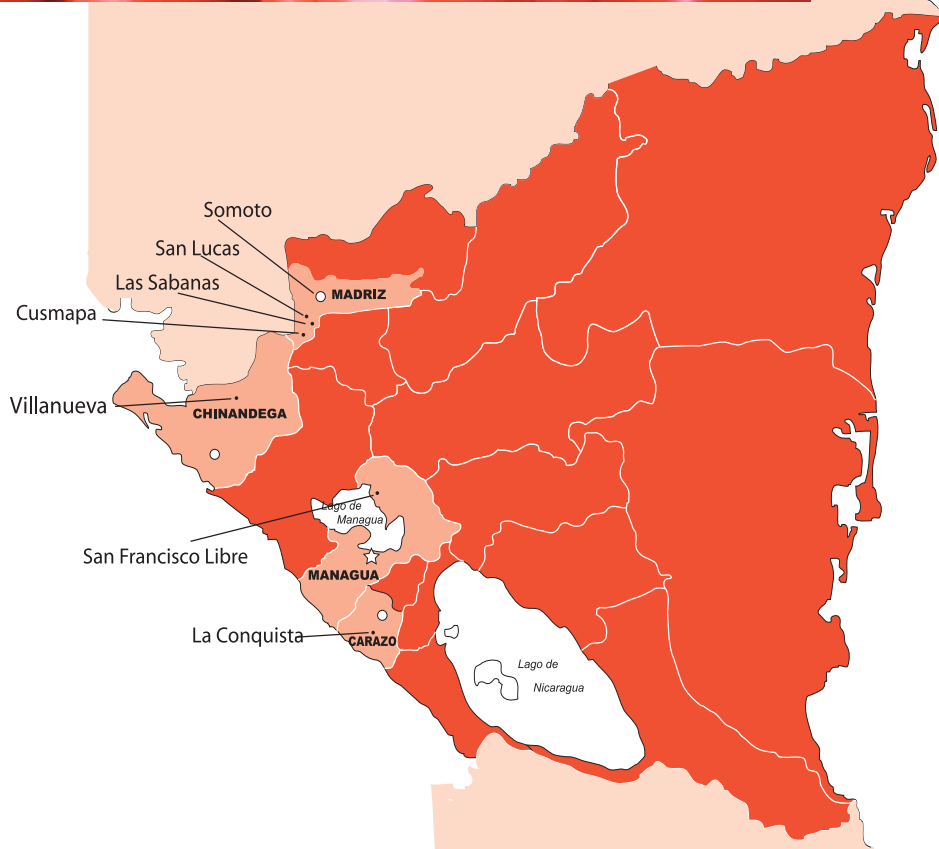 Somoto
San Lucas
Las Sabanas
MADRIZ
Cusmapa
Villanueva
CHINANDEGA
Lago de
Managua
San Francisco Libre
MANAGUA
La Conquista
CARAZO
Lago de
Nicaragua